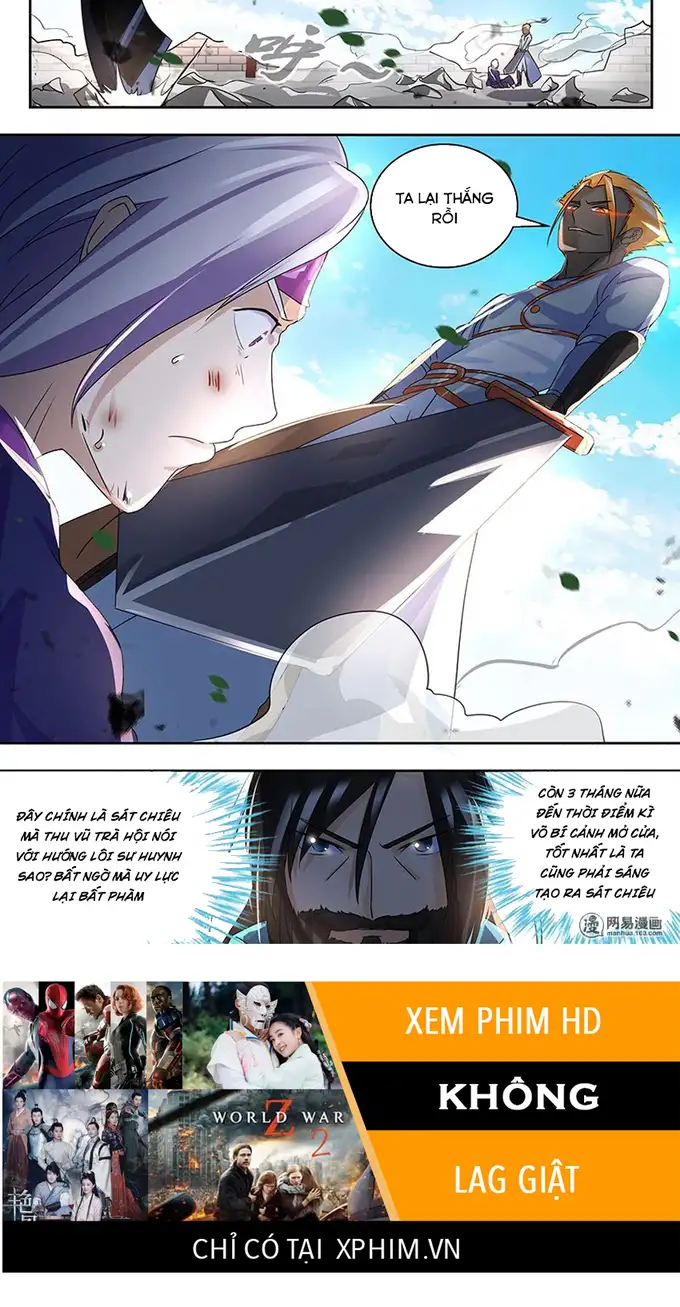 呼~
TA LẠI THẮNG
RỒI
ĐÂY CHÍNH LÀ SÁT CHIÊU
MÀ THU VŨ TRÀ HỘI NÓI
VỚI HƯỚNG LÔI SƯ HUYNH
SAO? BẤT NGỜ MÀ UY LỰC
LẠI BẤT PHÀM
CÒN 3 THÁNG NỮA
ĐẾN THỜI ĐIỂM KÌ
VÕ BÍ CẢNH MỞ CỬA,
TỐT NHẤT LÀ TA
CŨNG PHẢI SÁNG
TẠO RA SÁT CHIÊU
网易漫画
manhua.163.com
XEM PHIM HD
KHÔNG
LAG GIẬT
WORLD WAR
Z
2
CHỈ CÓ TẠI XPHIM.VN